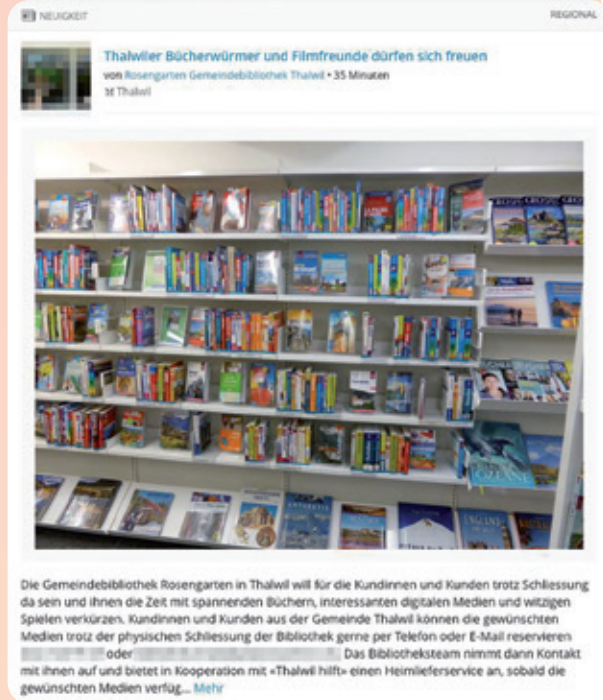 NEUIGKEIT
REGIONAL
Thalwiler Bücherwürmer und Filmfreunde dürfen sich freuen
von Rosengarten Gemeindebibliothek Thalwil • 35 Minuten
Thalwil
OZEANE
Die Gemeindebibliothek Rosengarten in Thalwil will für die Kundinnen und Kunden trotz Schliessung
da sein und ihnen die Zeit mit spannenden Büchern, interessanten digitalen Medien und witzigen
Spielen verkürzen. Kundinnen und Kunden aus der Gemeinde Thalwil können die gewünschten
Medien trotz der physischen Schliessung der Bibliothek gerne per Telefon oder E-Mail reservieren
oder Das Bibliotheksteam nimmt dann Kontakt
mit ihnen auf und bietet in Kooperation mit «Thalwil hilft» einen Heimlieferservice an, sobald die
gewünschten Medien verfüg... Mehr